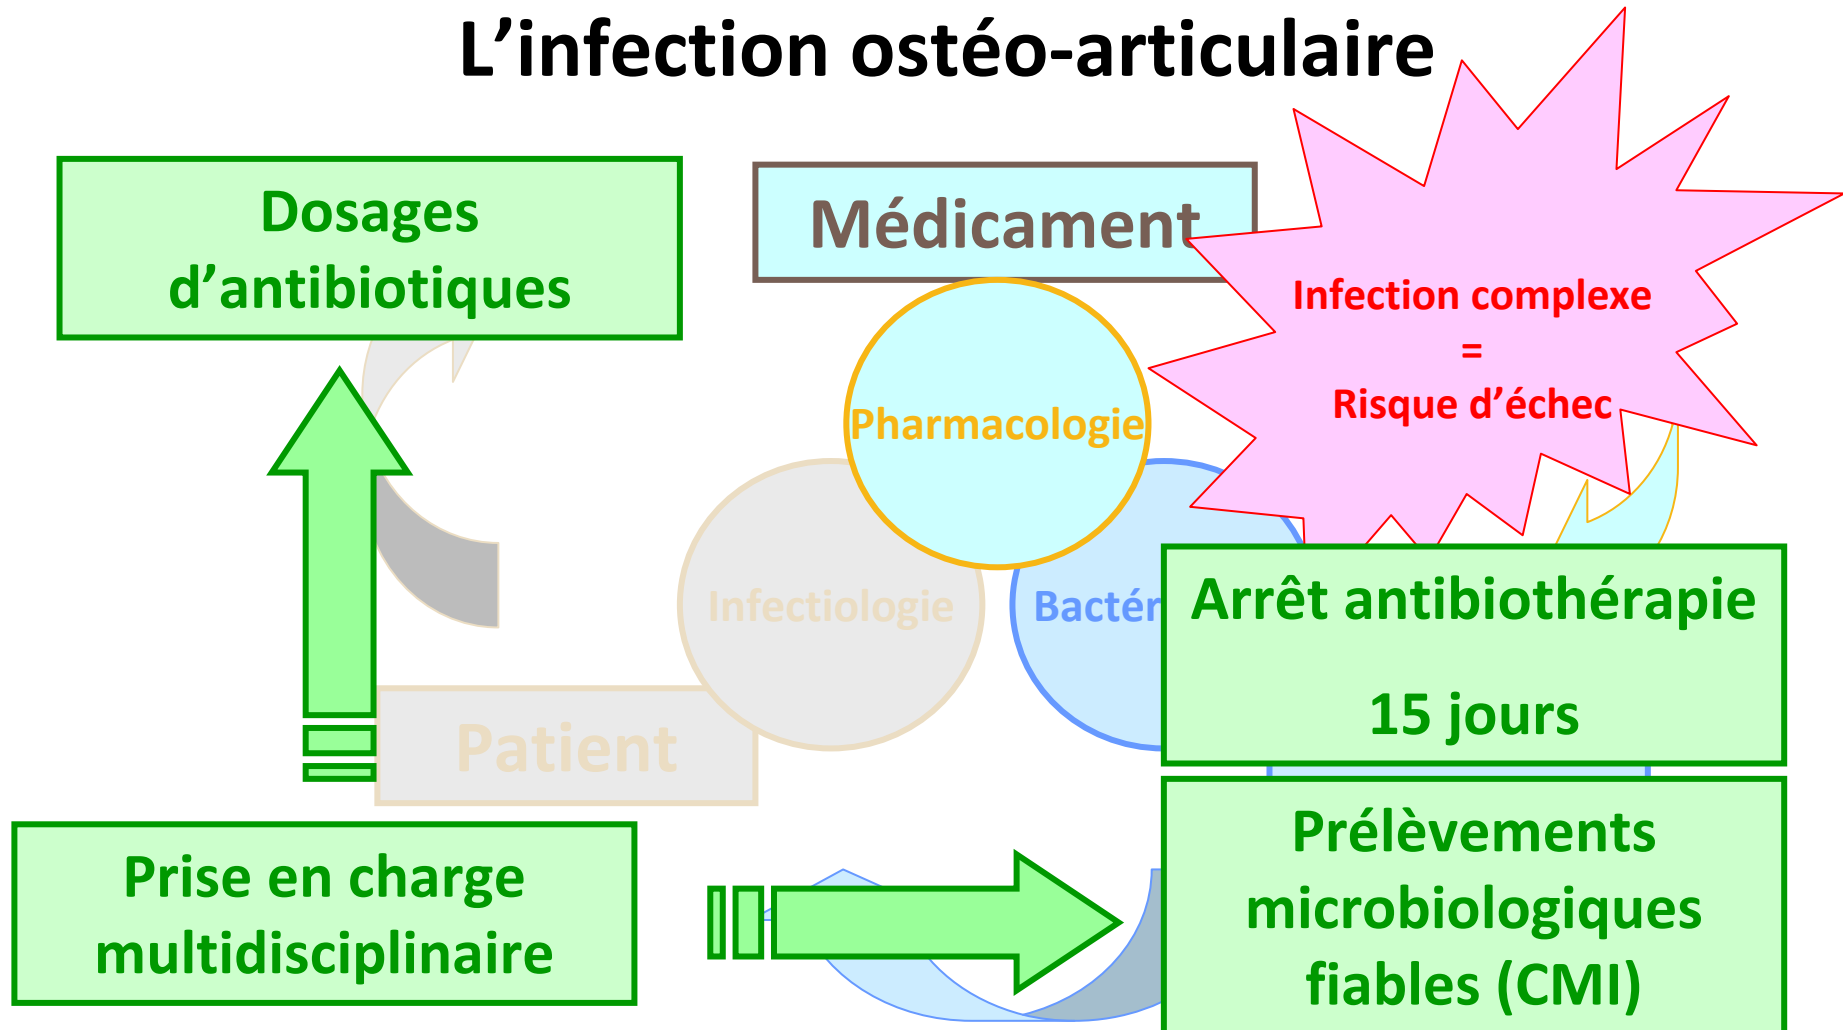 L’infection ostéo-articulaire
Dosages
d’antibiotiques
Médicament
Infection complexe
=
Risque d’échec
Pharmacologie
Infectiologie
Bactér
Arrêt antibiothérapie
15 jours
Patient
Prélèvements
microbiologiques
fiables (CMI)
Prise en charge
multidisciplinaire